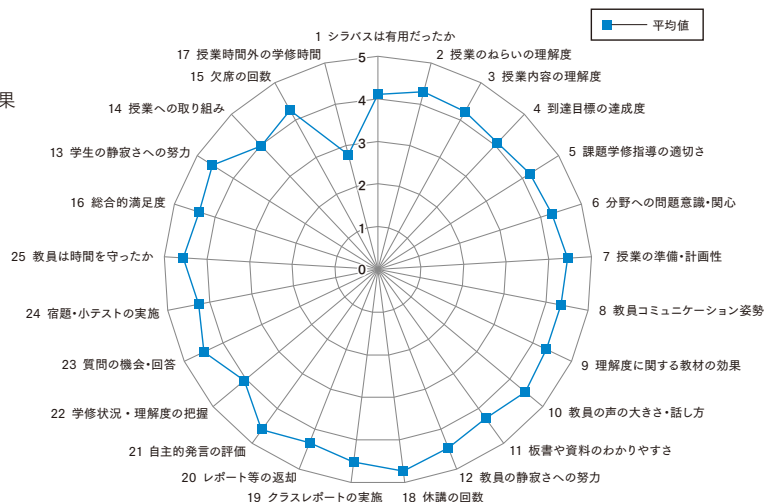 平均値
果
1 シラバスは有用だったか
2 授業のねらいの理解度
3 授業内容の理解度
4 到達目標の達成度
5 課題学修指導の適切さ
6 分野への問題意識・関心
7 授業の準備・計画性
8 教員コミュニケーション姿勢
9 理解度に関する教材の効果
10 教員の声の大きさ・話し方
11 板書や資料のわかりやすさ
12 教員の静寂さへの努力
18 休講の回数
19 クラスレポートの実施
20 レポート等の返却
21 自主的発言の評価
22 学修状況・理解度の把握
23 質問の機会・回答
24 宿題・小テストの実施
25 教員は時間を守ったか
16 総合的満足度
13 学生の静寂さへの努力
14 授業への取り組み
15 欠席の回数
17 授業時間外の学修時間
5
4
3
2
1
0